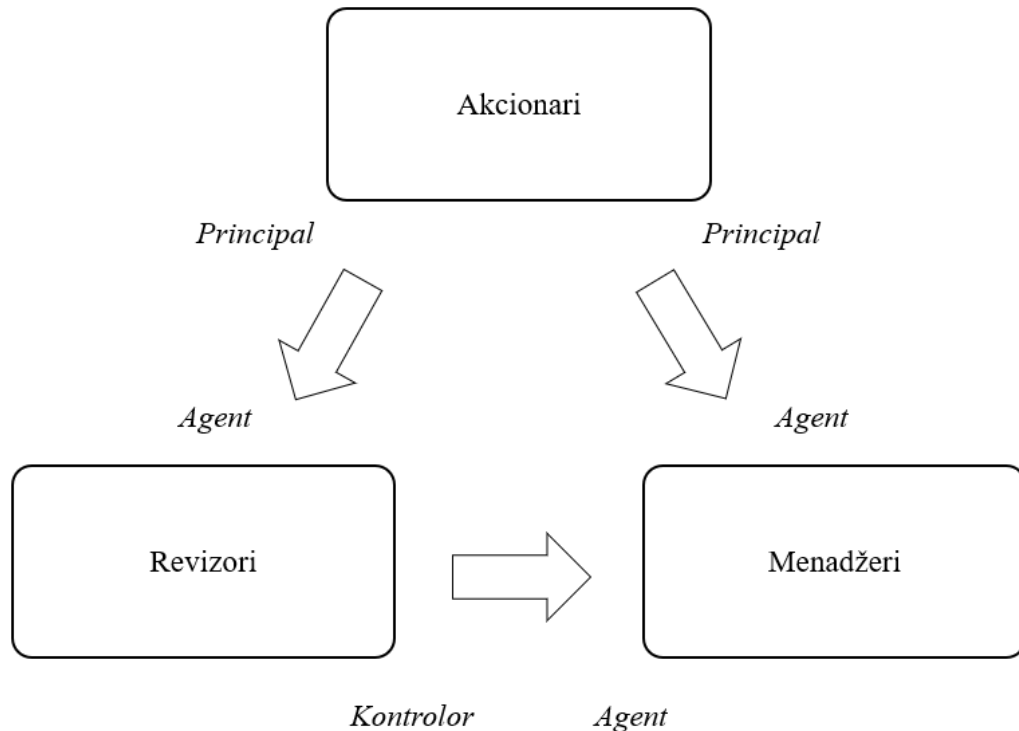 Akcionari
Principal Principal
Agent Agent
Revizori Menadžeri
Kontrolor Agent